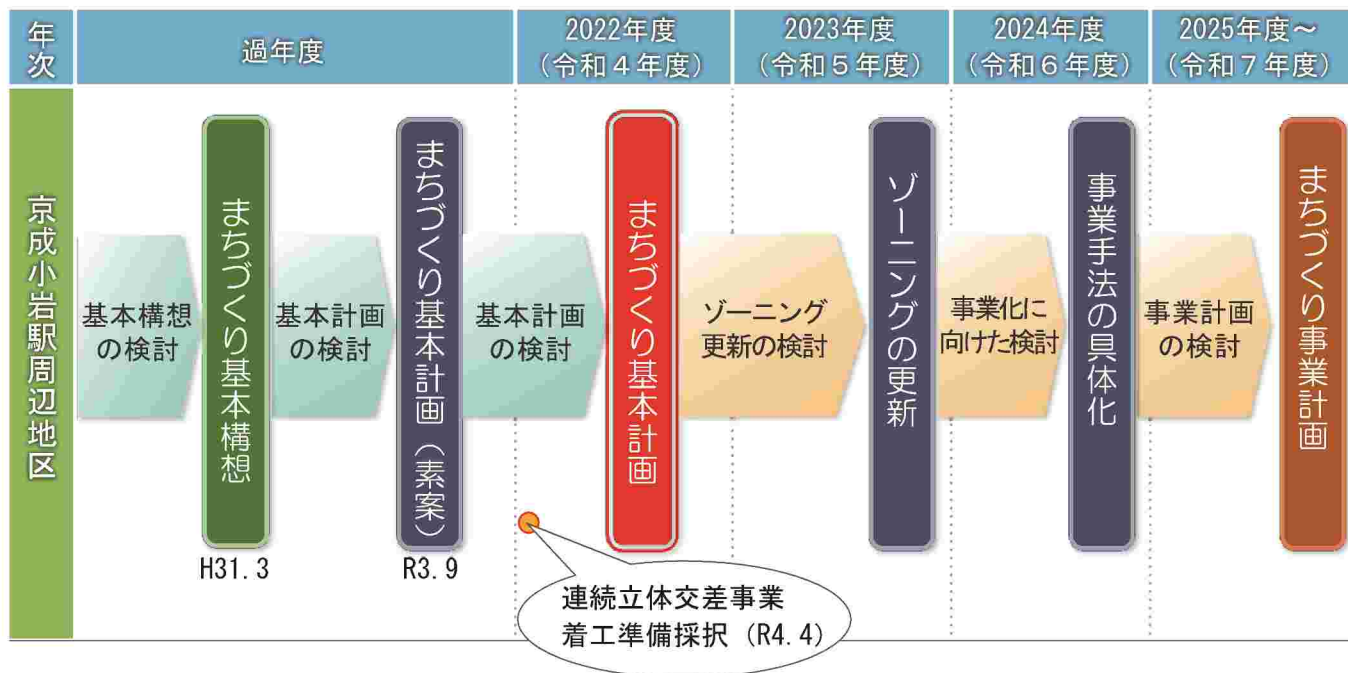 年次
過年度
2022年度
（令和４年度）
2023年度
（令和５年度）
2024年度
（令和６年度）
2025年度～
（令和７年度）
京成小岩駅周辺地区
基本構想
の検討
まちづくり基本構想
H31.3
基本計画
の検討
まちづくり基本計画（素案）
R3.9
基本計画
の検討
まちづくり基本計画
ゾーニング
更新の検討
ゾーニングの更新
事業化に
向けた検討
事業手法の具体化
事業計画
の検討
まちづくり事業計画
連続立体交差事業
着工準備採択（R4.4）